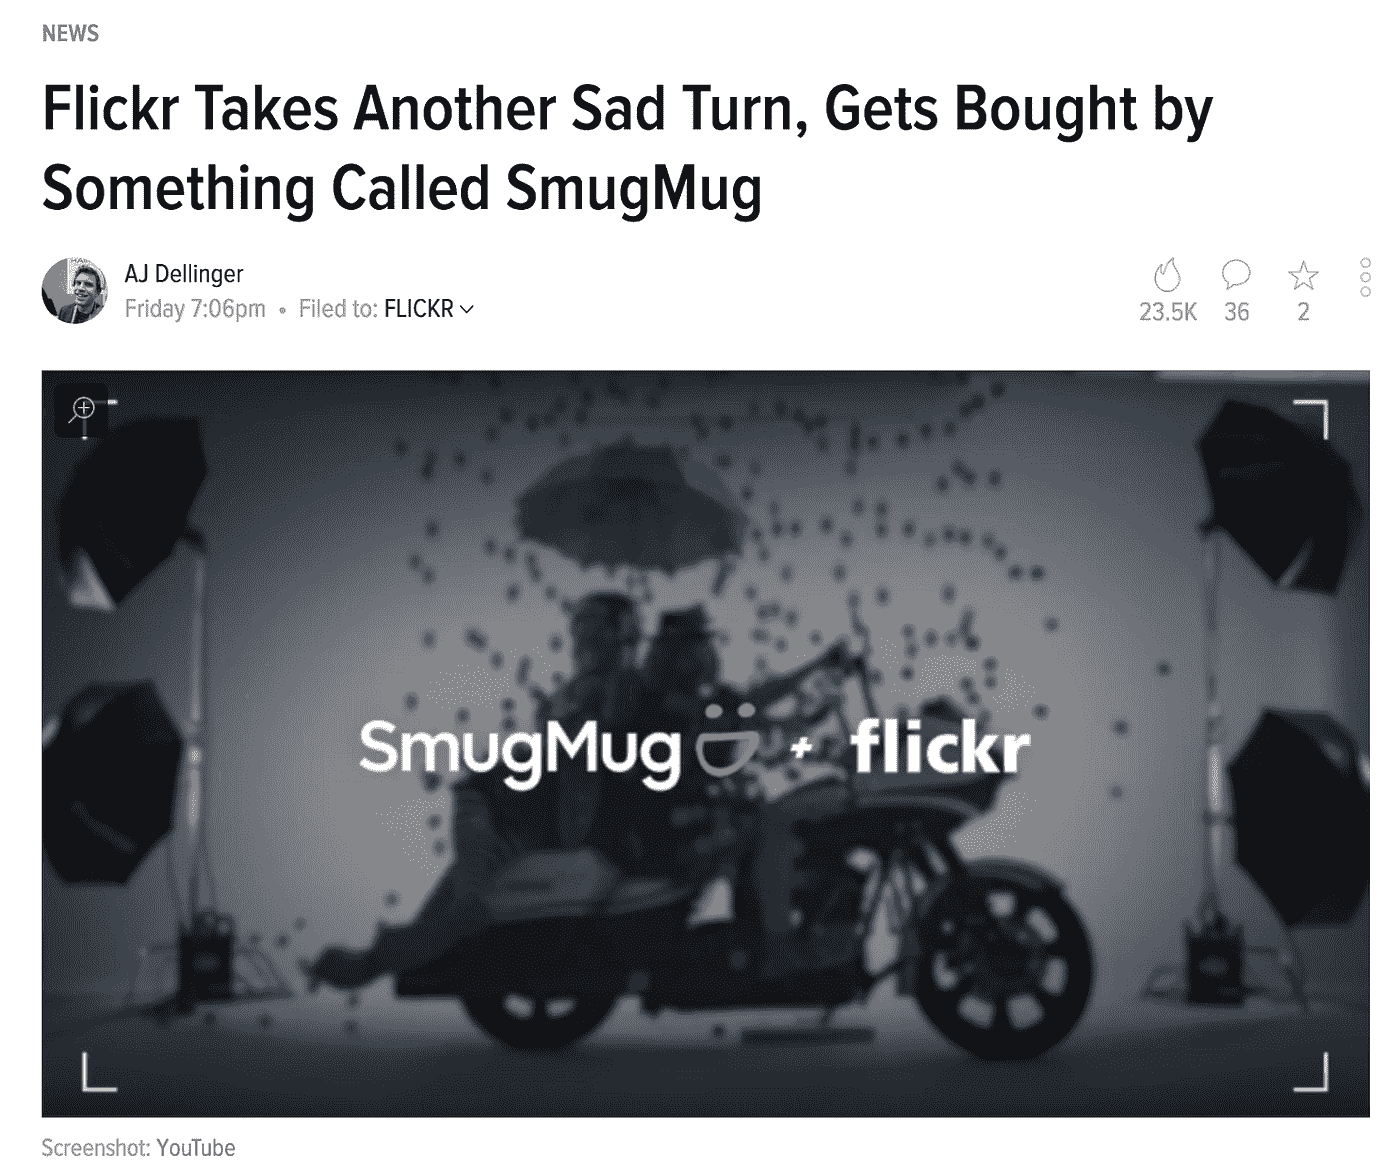 NEWS
Flickr Takes Another Sad Turn, Gets Bought by
Something Called SmugMug
AJ Dellinger
Friday 7:06pm • Filed to: FLICKR
23.5K 36 2
SmugMug + flickr
Screenshot: YouTube